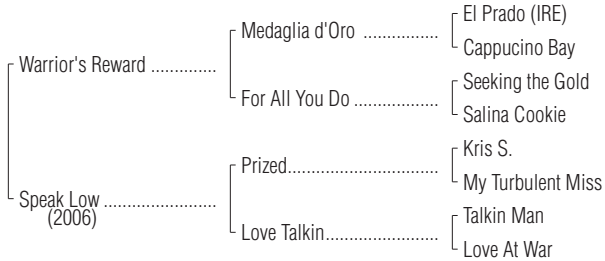 El Prado (IRE)
Medaglia d'Oro ................
Cappucino Bay
Warrior's Reward ..............
Seeking the Gold
For All You Do ..................
Salina Cookie
Kris S.
Prized................................
My Turbulent Miss
Speak Low ........................
(2006)
Talkin Man
Love Talkin........................
Love At War